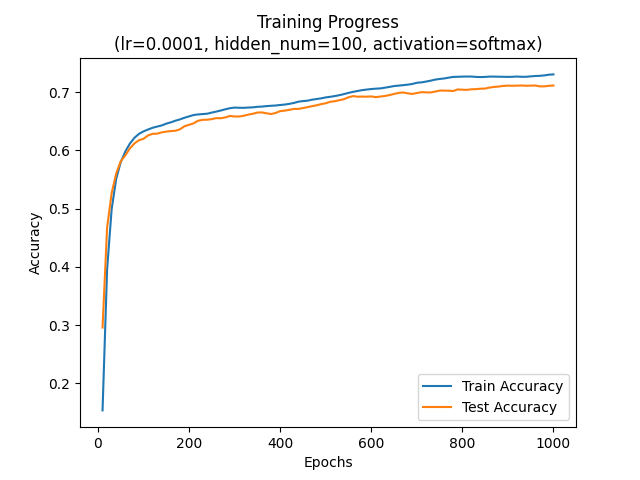 Training Progress
(lr=0.0001, hidden_num=100, activation=softmax)
Accuracy
0.7
0.6
0.5
0.4
0.3
0.2
Train Accuracy
Test Accuracy
0 200 400 600 800 1000
Epochs